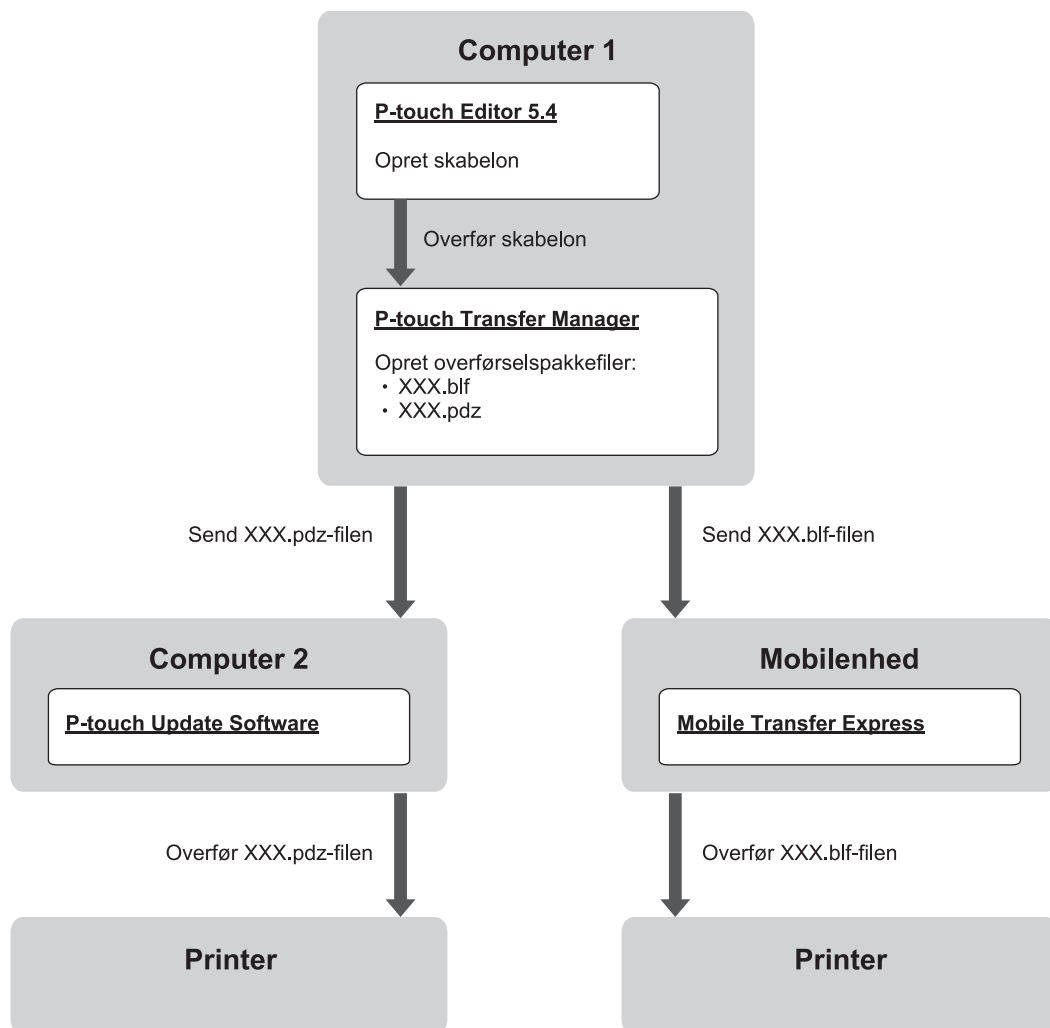 Computer 1
P-touch Editor 5.4
Opret skabelon
Overfør skabelon
P-touch Transfer Manager
Opret overførselspakkefiler:
• XXX.blf
• XXX.pdz
Send XXX.pdz-filen
Send XXX.blf-filen
Computer 2
P-touch Update Software
Mobilenhed
Mobile Transfer Express
Overfør XXX.pdz-filen
Overfør XXX.blf-filen
Printer
Printer